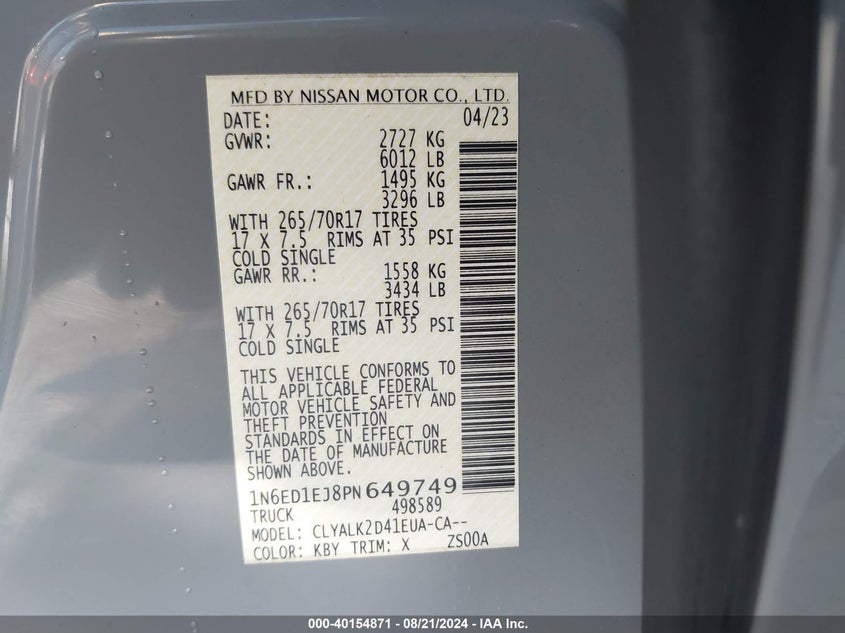 MFD BY NISSAN MOTOR CO., LTD.
DATE: 04/23
GVWR: 2727 KG
6012 LB
GAWR FR.: 1495 KG
3296 LB
WITH 265/70R17 TIRES
17 X 7.5 RIMS AT 35 PSI
COLD SINGLE
GAWR RR.: 1558 KG
3434 LB
WITH 265/70R17 TIRES
17 X 7.5 RIMS AT 35 PSI
COLD SINGLE
THIS VEHICLE CONFORMS TO
ALL APPLICABLE FEDERAL
MOTOR VEHICLE SAFETY AND
THEFT PREVENTION
STANDARDS IN EFFECT ON
THE DATE OF MANUFACTURE
SHOWN ABOVE.
1N6ED1EJ8PN649749
TRUCK 498589
MODEL: CLYALK2D41EUA-CA--
COLOR: KBY TRIM: X ZS00A
000-40154871 - 08/21/2024 - IAA Inc.